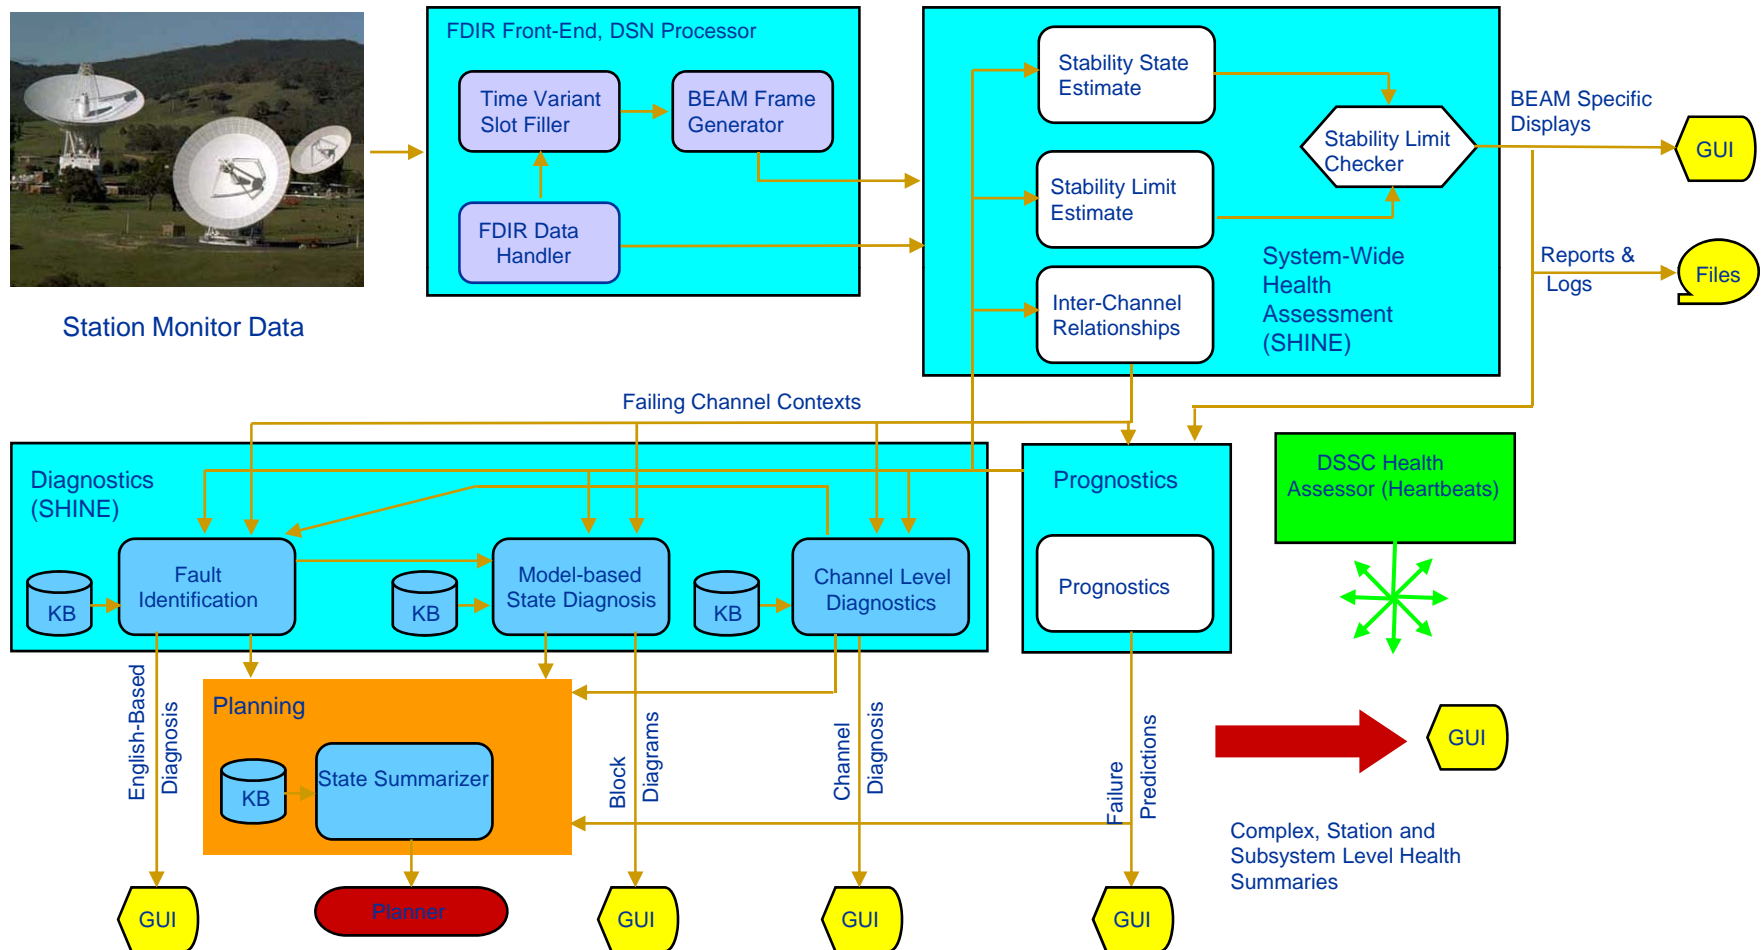 FDIR Front-End, DSN Processor
Time Variant
Slot Filler
BEAM Frame
Generator
FDIR Data
Handler
Station Monitor Data
Stability State
Estimate
Stability Limit
Estimate
Inter-Channel
Relationships
Stability Limit
Checker
System-Wide
Health
Assessment
(SHINE)
BEAM Specific
Displays
GUI
Reports &
Logs
Files
Failing Channel Contexts
Diagnostics
(SHINE)
KB
Fault
Identification
KB
Model-based
State Diagnosis
KB
Channel Level
Diagnostics
Prognostics
Prognostics
DSSC Health
Assessor (Heartbeats)
English-Based
Diagnosis
Planning
KB
State Summarizer
Block
Diagrams
Channel
Diagnosis
Failure
Predictions
GUI
Complex, Station and
Subsystem Level Health
Summaries
GUI
Planner
GUI
GUI
GUI